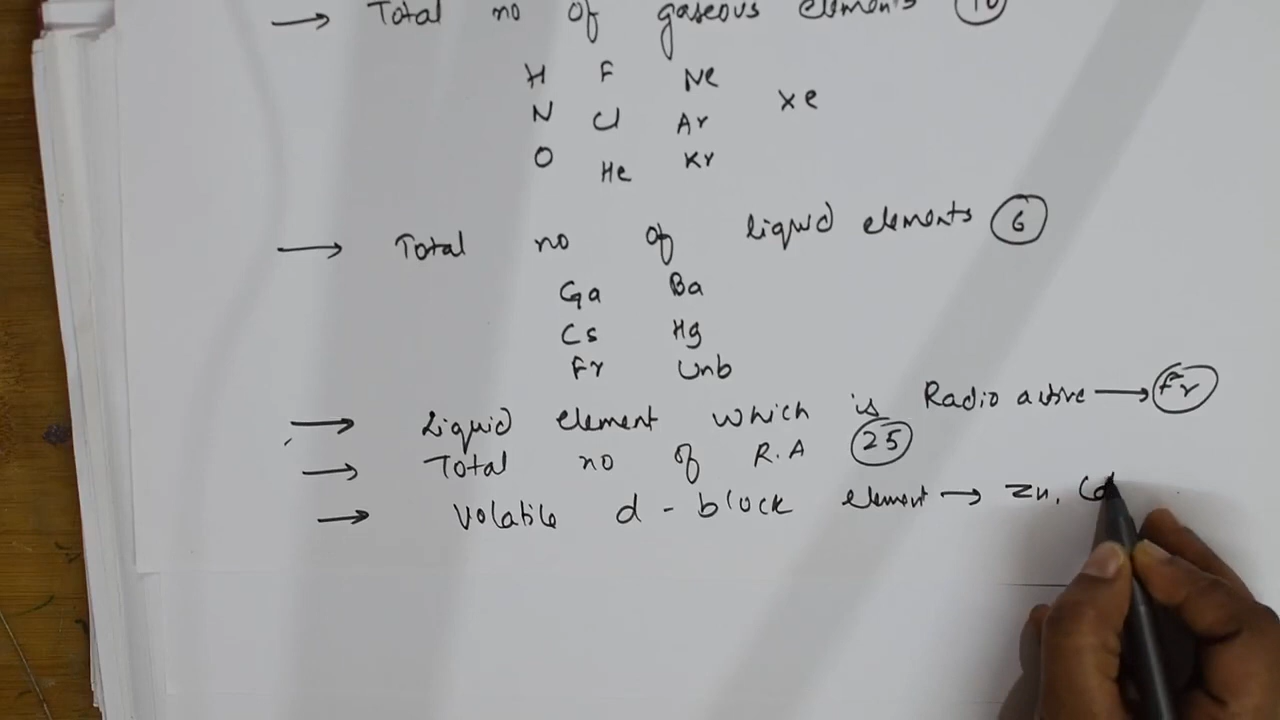 → Total no of gaseous elements 10
H F Ne
N Cl Ar Xe
O He Kr
→ Total no of liquid elements 6
Ga Ba
Cs Hg
Fr Unb
→ Liquid element which is Radio active → Fr
→ Total no of R.A 25
→ Volatile d - block element → Zn, Cd